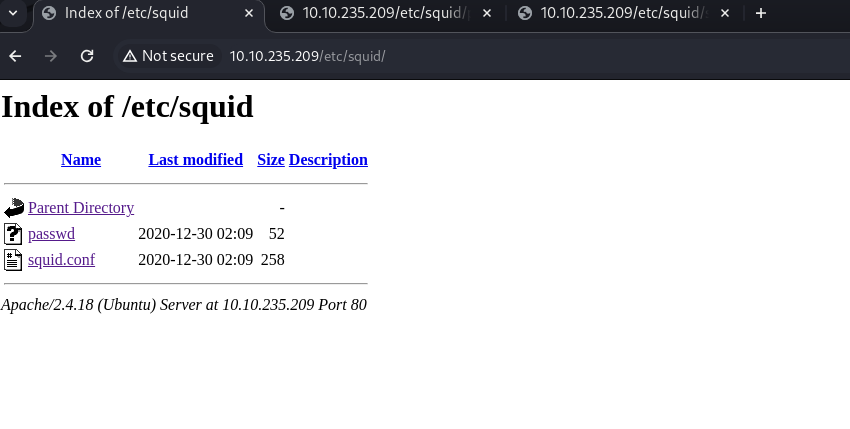 Index of /etc/squid
10.10.235.209/etc/squid/
10.10.235.209/etc/squid/
Not secure 10.10.235.209/etc/squid/
Index of /etc/squid
Name Last modified Size Description
Parent Directory -
passwd 2020-12-30 02:09 52
squid.conf 2020-12-30 02:09 258
Apache/2.4.18 (Ubuntu) Server at 10.10.235.209 Port 80